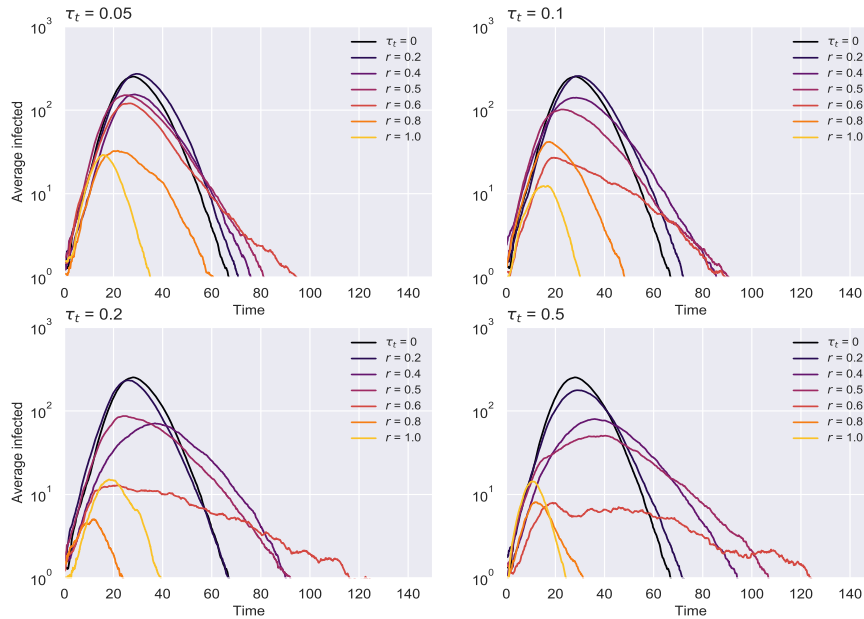 τₜ = 0.05
10³
10²
10¹
10⁰
Average infected
0 20 40 60 80 100 120 140
Time
τₜ = 0
r = 0.2
r = 0.4
r = 0.5
r = 0.6
r = 0.8
r = 1.0
τₜ = 0.1
10³
10²
10¹
10⁰
0 20 40 60 80 100 120 140
Time
τₜ = 0
r = 0.2
r = 0.4
r = 0.5
r = 0.6
r = 0.8
r = 1.0
τₜ = 0.2
10³
10²
10¹
10⁰
Average infected
0 20 40 60 80 100 120 140
Time
τₜ = 0
r = 0.2
r = 0.4
r = 0.5
r = 0.6
r = 0.8
r = 1.0
τₜ = 0.5
10³
10²
10¹
10⁰
0 20 40 60 80 100 120 140
Time
τₜ = 0
r = 0.2
r = 0.4
r = 0.5
r = 0.6
r = 0.8
r = 1.0